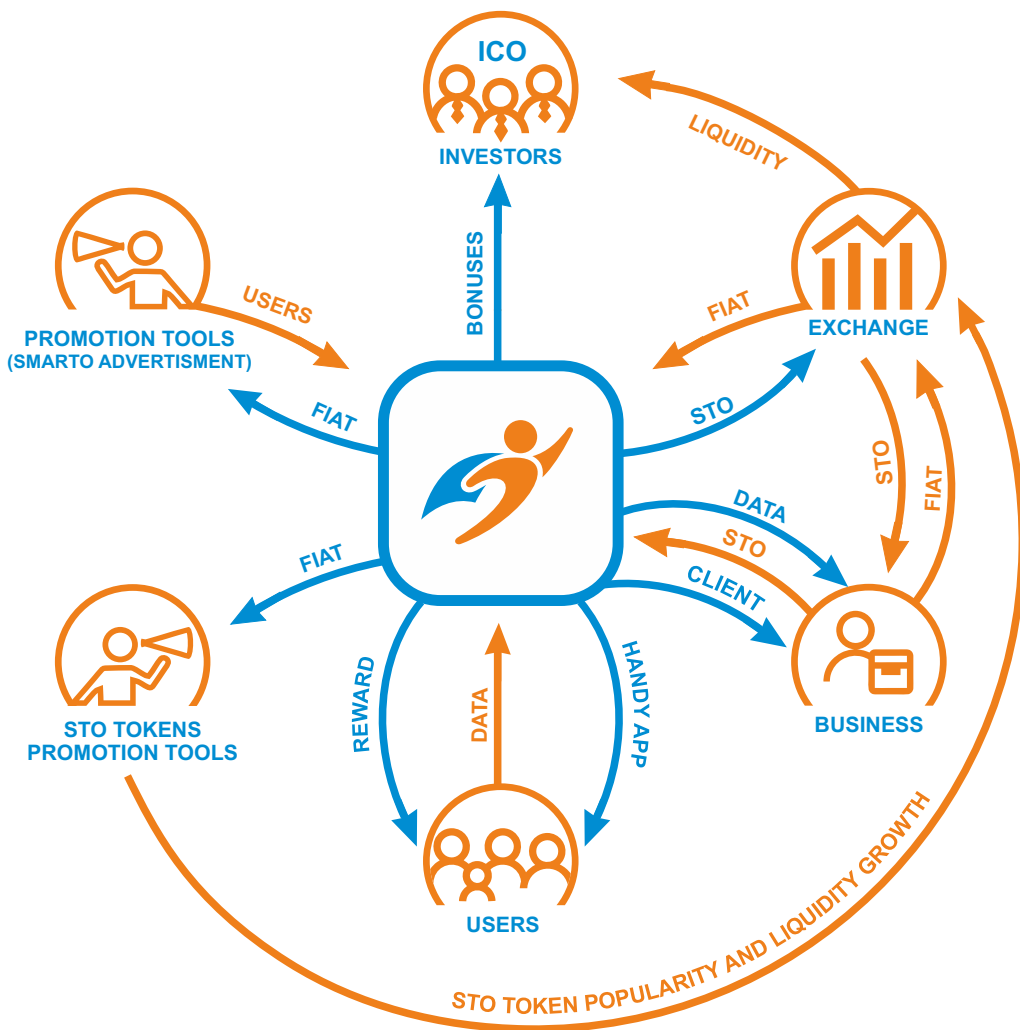 ICO
INVESTORS
LIQUIDITY
BONUSES
USERS
PROMOTION TOOLS
(SMARTO ADVERTISMENT)
FIAT
EXCHANGE
FIAT
STO
STO
FIAT
DATA
STO
CLIENT
FIAT
STO TOKENS
PROMOTION TOOLS
REWARD
DATA
HANDY APP
BUSINESS
USERS
STO TOKEN POPULARITY AND LIQUIDITY GROWTH